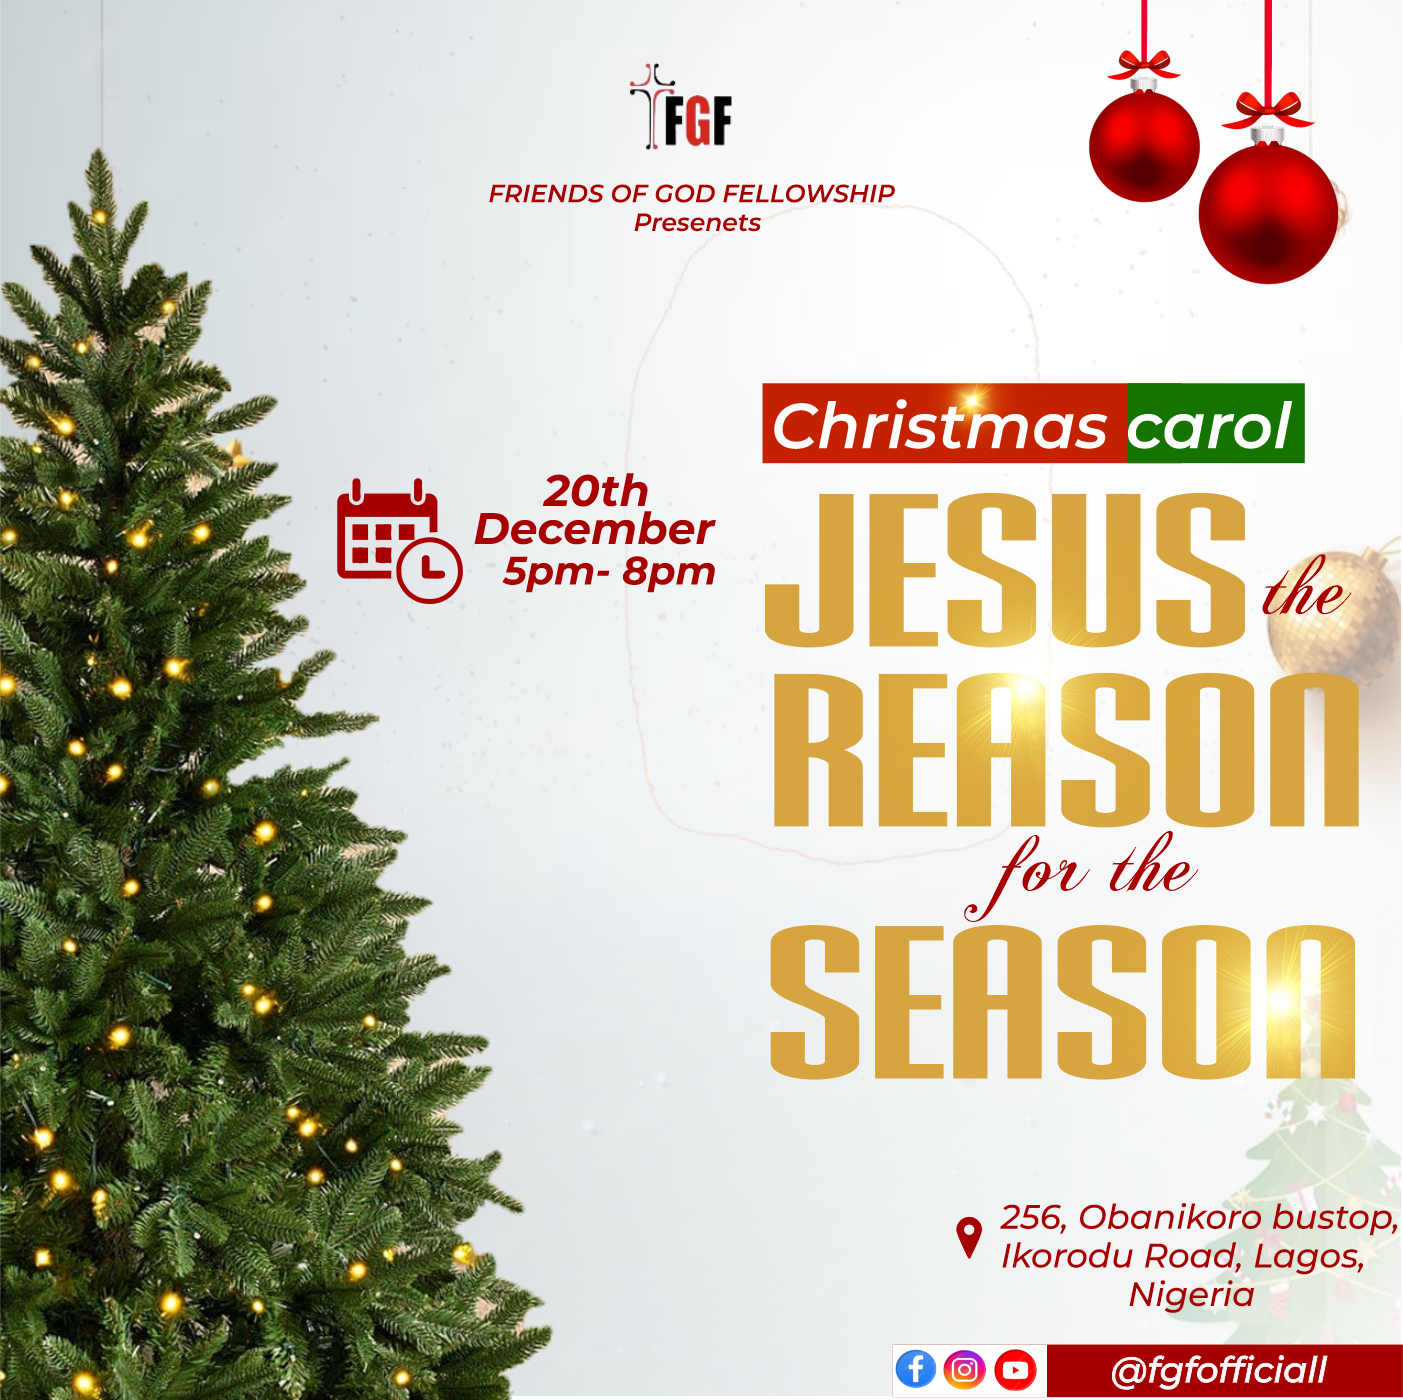 FGF
FRIENDS OF GOD FELLOWSHIP
Presenets
Christmas carol
20th
December
5pm- 8pm
JESUS the
REASON
for the
SEASON
256, Obanikoro bustop,
Ikorodu Road, Lagos,
Nigeria
@fgfofficiall